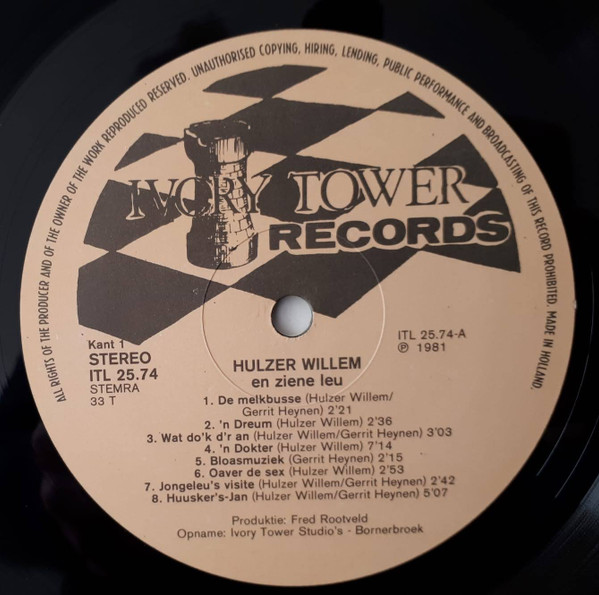 ALL RIGHTS OF THE PRODUCER AND OF THE OWNER OF THE WORK REPRODUCED RESERVED. UNAUTHORISED COPYING, HIRING, LENDING, PUBLIC PERFORMANCE AND BROADCASTING OF THIS RECORD PROHIBITED. MADE IN HOLLAND.
IVORY TOWER
RECORDS
Kant 1
STEREO
ITL 25.74
STEMRA
33 T
ITL 25.74-A
℗ 1981
HULZER WILLEM
en ziene leu
1. De melkbusse (Hulzer Willem/
Gerrit Heynen) 2'21
2. 'n Dreum (Hulzer Willem) 2'36
3. Wat do'k d'r an (Hulzer Willem/Gerrit Heynen) 3'03
4. 'n Dokter (Hulzer Willem) 7'14
5. Bloasmuziek (Gerrit Heynen) 2'15
6. Oaver de sex (Hulzer Willem) 2'53
7. Jongeleu's visite (Hulzer Willem/Gerrit Heynen) 2'42
8. Huusker's-Jan (Hulzer Willem/Gerrit Heynen) 5'07
Produktie: Fred Rootveld
Opname: Ivory Tower Studio's - Bornerbroek